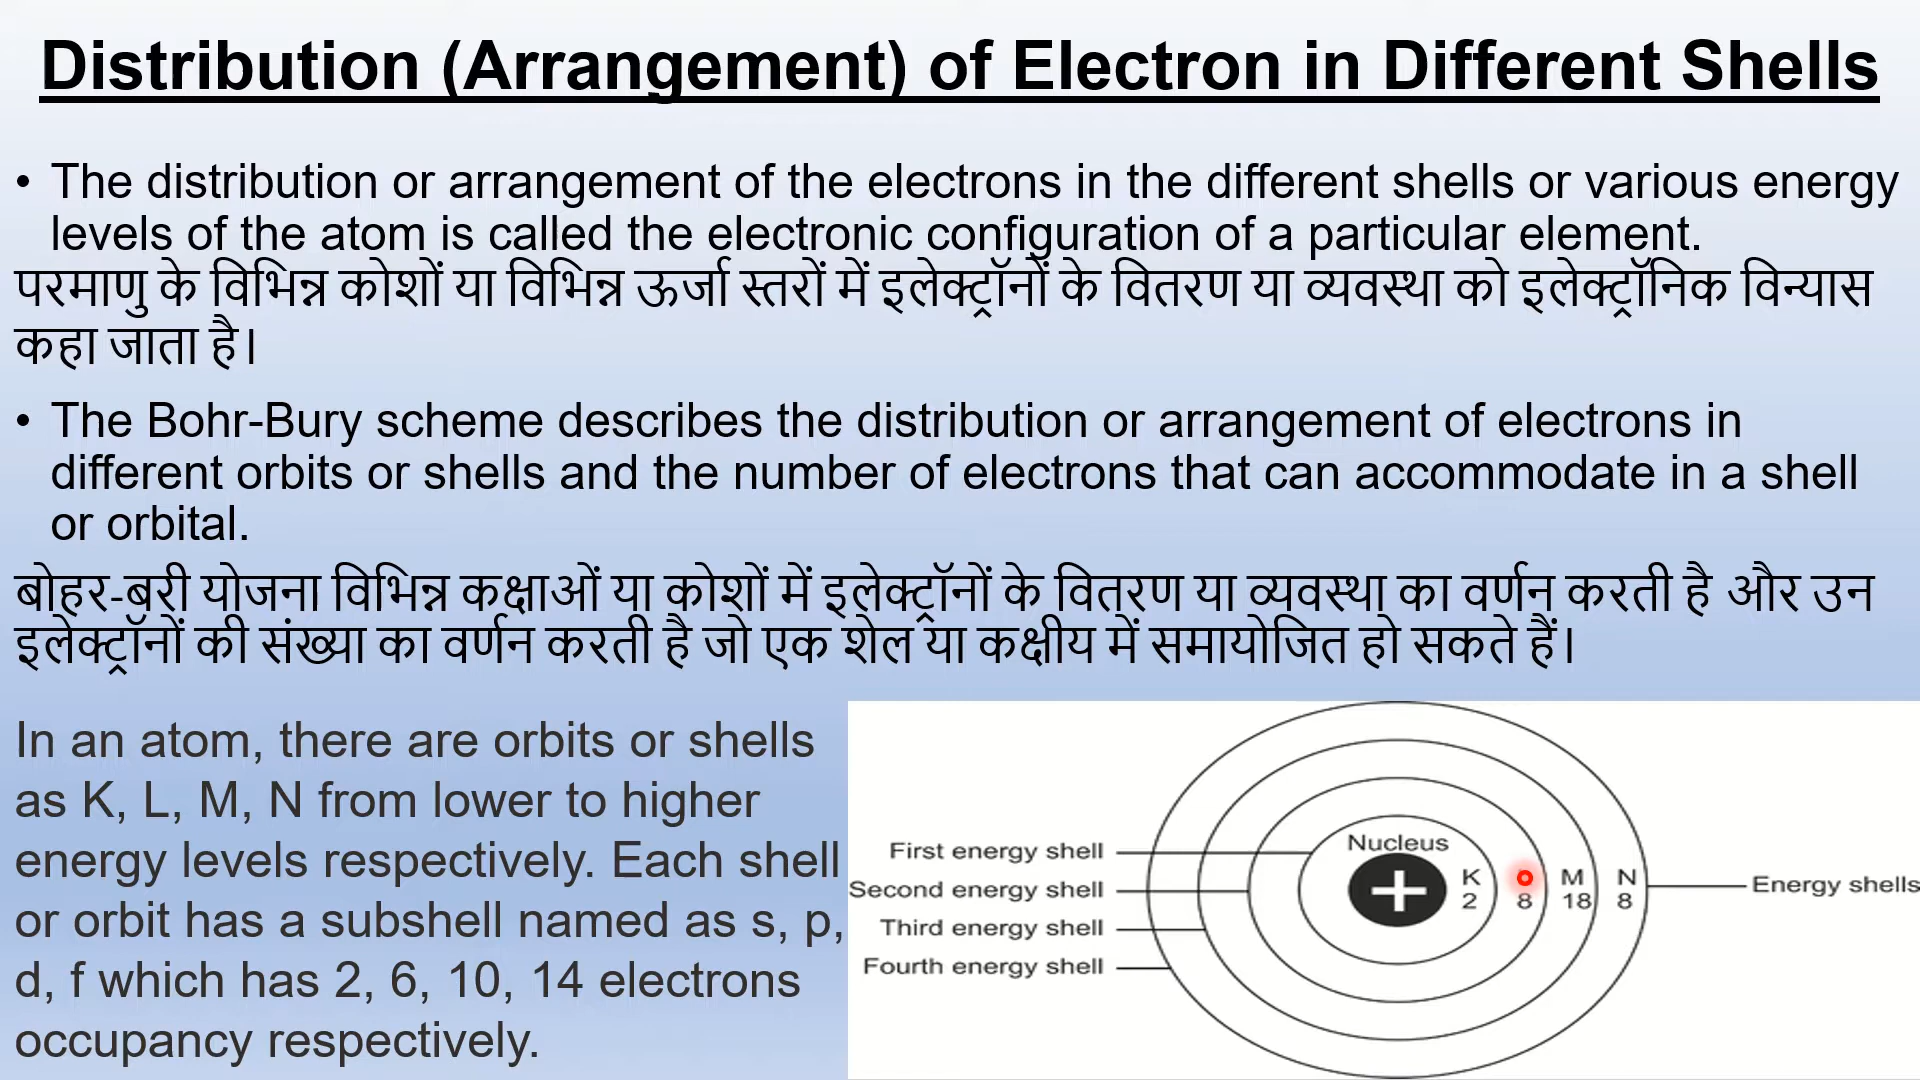 Distribution (Arrangement) of Electron in Different Shells
• The distribution or arrangement of the electrons in the different shells or various energy
levels of the atom is called the electronic configuration of a particular element.
परमाणु के विभिन्न कोशों या विभिन्न ऊर्जा स्तरों में इलेक्ट्रॉनों के वितरण या व्यवस्था को इलेक्ट्रॉनिक विन्यास
कहा जाता है।
• The Bohr-Bury scheme describes the distribution or arrangement of electrons in
different orbits or shells and the number of electrons that can accommodate in a shell
or orbital.
बोहर-बरी योजना विभिन्न कक्षाओं या कोशों में इलेक्ट्रॉनों के वितरण या व्यवस्था का वर्णन करती है और उन
इलेक्ट्रॉनों की संख्या का वर्णन करती है जो एक शेल या कक्षीय में समायोजित हो सकते हैं।
In an atom, there are orbits or shells
as K, L, M, N from lower to higher
energy levels respectively. Each shell
or orbit has a subshell named as s, p,
d, f which has 2, 6, 10, 14 electrons
occupancy respectively.
First energy shell
Second energy shell
Third energy shell
Fourth energy shell
Nucleus
K M N
2 8 18 8
Energy shells